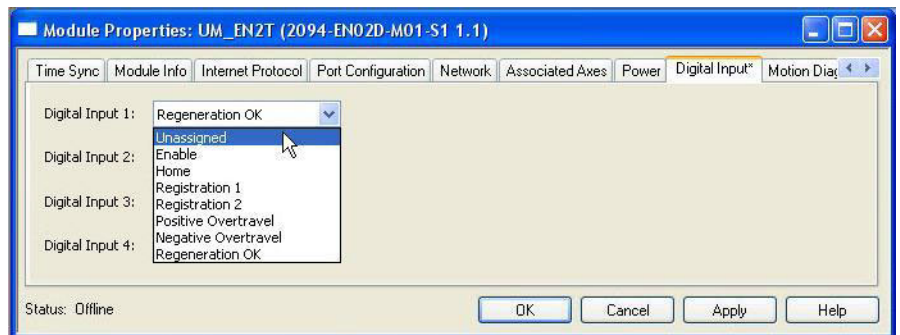 Module Properties: UM_EN2T (2094-EN02D-M01-S1 1.1)
Time Sync Module Info Internet Protocol Port Configuration Network Associated Axes Power Digital Input* Motion Diag
Digital Input 1: Regeneration OK
Unassigned
Digital Input 2: Enable
Home
Registration 1
Digital Input 3: Registration 2
Positive Overtravel
Digital Input 4: Negative Overtravel
Regeneration OK
Status: Offline OK Cancel Apply Help